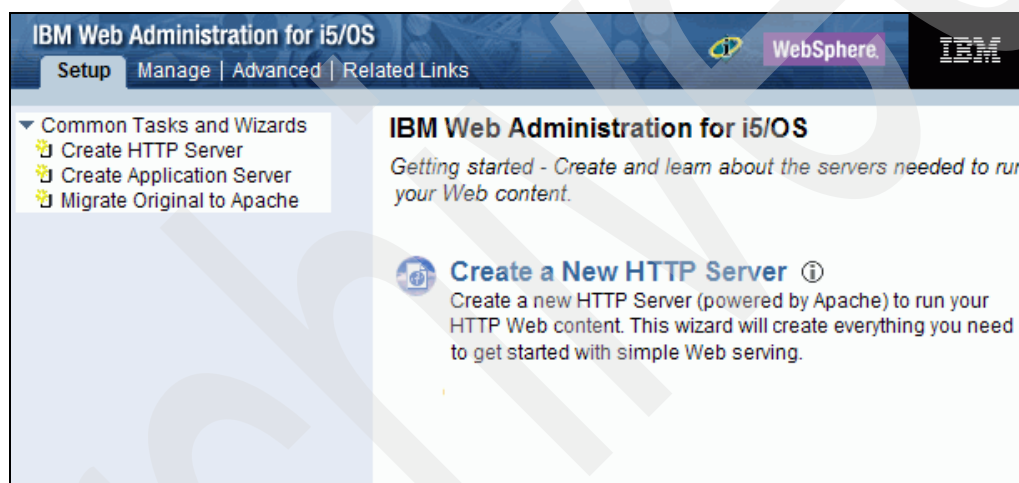 IBM Web Administration for i5/OS
WebSphere.
IBM
Setup Manage | Advanced | Related Links
Common Tasks and Wizards
Create HTTP Server
Create Application Server
Migrate Original to Apache
IBM Web Administration for i5/OS
Getting started - Create and learn about the servers needed to run
your Web content.
Create a New HTTP Server
Create a new HTTP Server (powered by Apache) to run your
HTTP Web content. This wizard will create everything you need
to get started with simple Web serving.